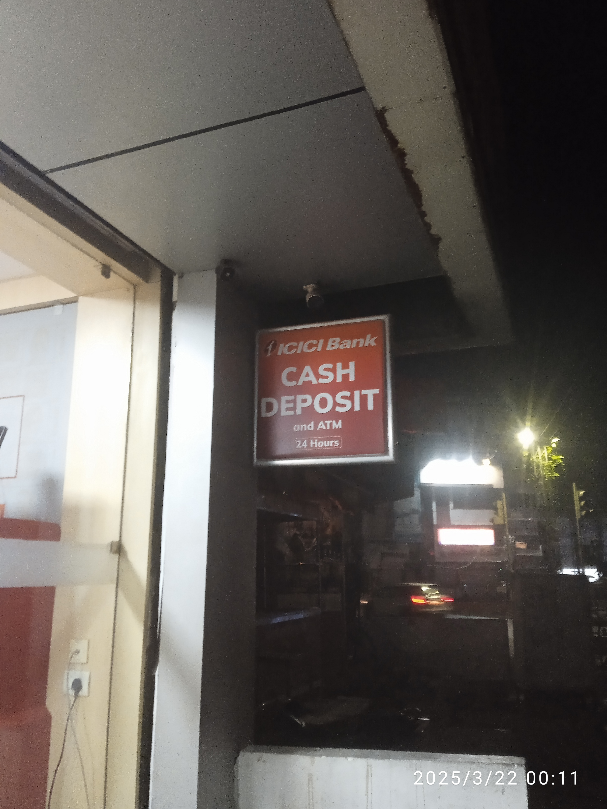 ICICI Bank
CASH
DEPOSIT
and ATM
24 Hours
2025/3/22 00:11